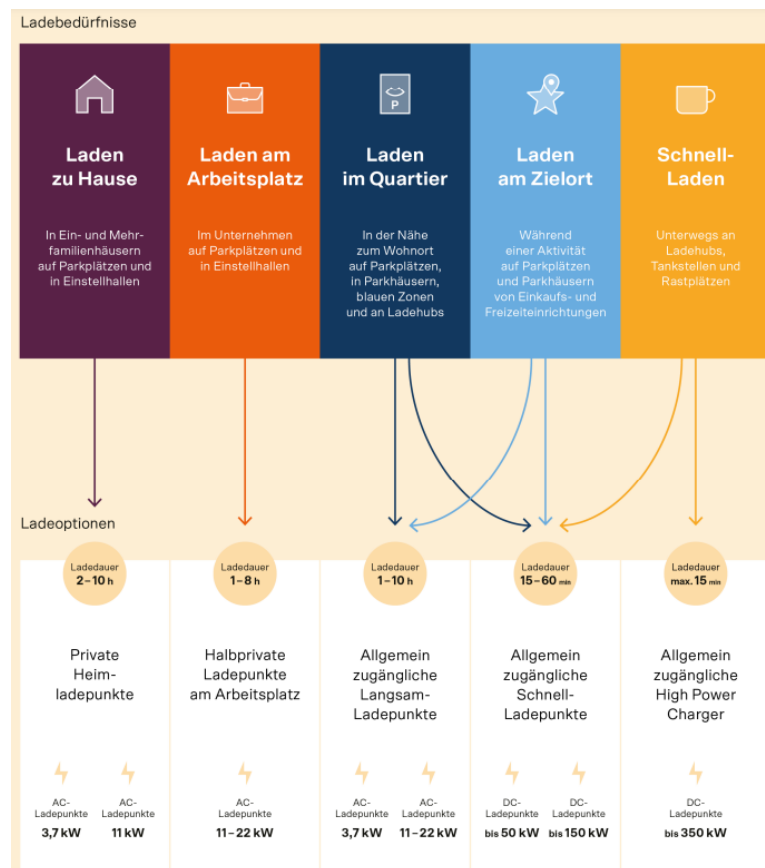 Ladebedürfnisse
Laden
zu Hause
In Ein- und Mehr-
familienhäusern
auf Parkplätzen und
in Einstellhallen
Laden am
Arbeitsplatz
Im Unternehmen
auf Parkplätzen und
in Einstellhallen
P
Laden
im Quartier
In der Nähe
zum Wohnort
auf Parkplätzen,
in Parkhäusern,
blauen Zonen
und an Ladehubs
Laden
am Zielort
Während
einer Aktivität
auf Parkplätzen
und Parkhäusern
von Einkaufs- und
Freizeiteinrichtungen
Schnell-
Laden
Unterwegs an
Ladehubs,
Tankstellen und
Rastplätzen
Ladeoptionen
Ladedauer
2–10 h
Private
Heim-
ladepunkte
AC-
Ladepunkte
3,7 kW
AC-
Ladepunkte
11 kW
Ladedauer
1–8 h
Halbprivate
Ladepunkte
am Arbeitsplatz
AC-
Ladepunkte
11–22 kW
Ladedauer
1–10 h
Allgemein
zugängliche
Langsam-
Ladepunkte
AC-
Ladepunkte
3,7 kW
AC-
Ladepunkte
11–22 kW
Ladedauer
15–60 min
Allgemein
zugängliche
Schnell-
Ladepunkte
DC-
Ladepunkte
bis 50 kW
DC-
Ladepunkte
bis 150 kW
Ladedauer
max. 15 min
Allgemein
zugängliche
High Power
Charger
DC-
Ladepunkte
bis 350 kW